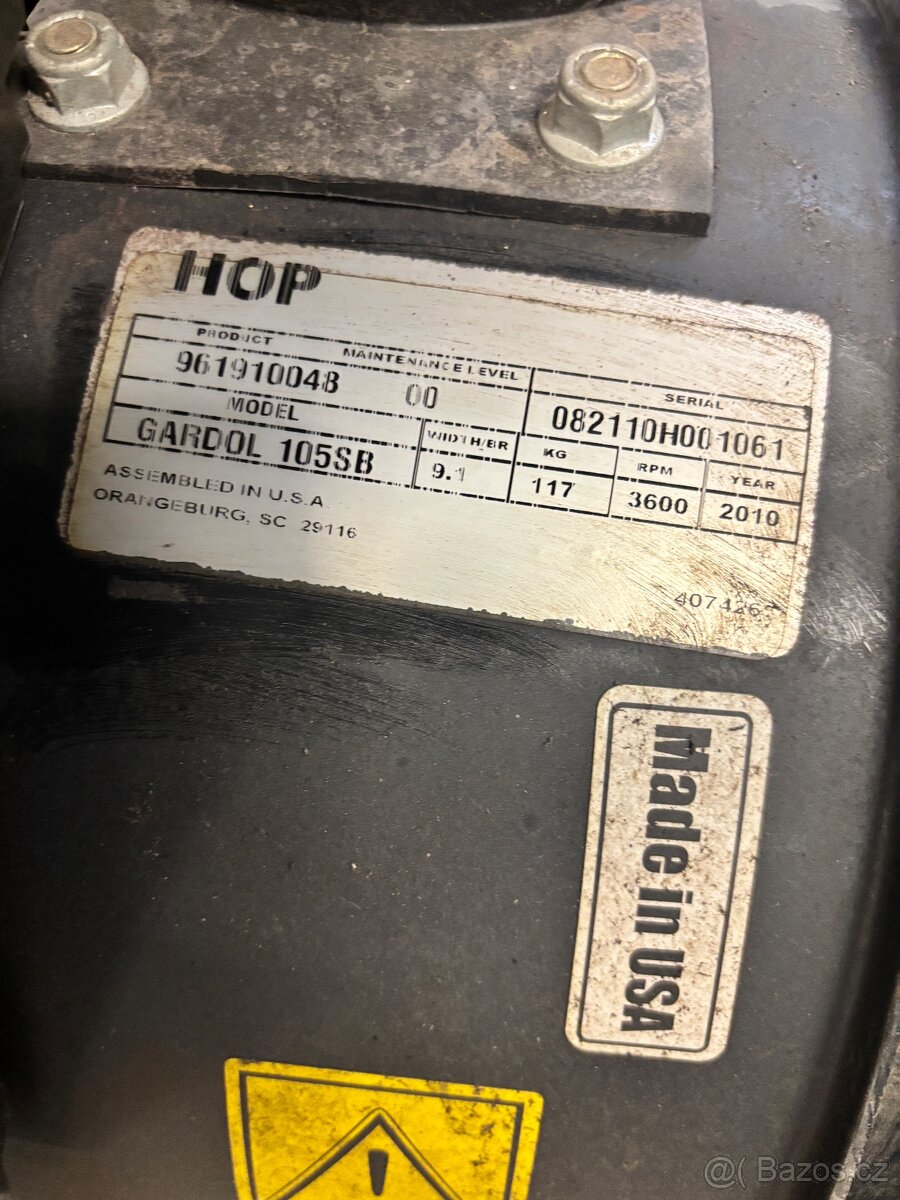 HOP
PRODUCT MAINTENANCE LEVEL SERIAL
961910048 00 082110H001061
MODEL WIDTH/BR KG RPM YEAR
GARDOL 105SB 9.1 117 3600 2010
ASSEMBLED IN U.S.A
ORANGEBURG, SC 29116
Made in USA
!
@( Bazos.cz